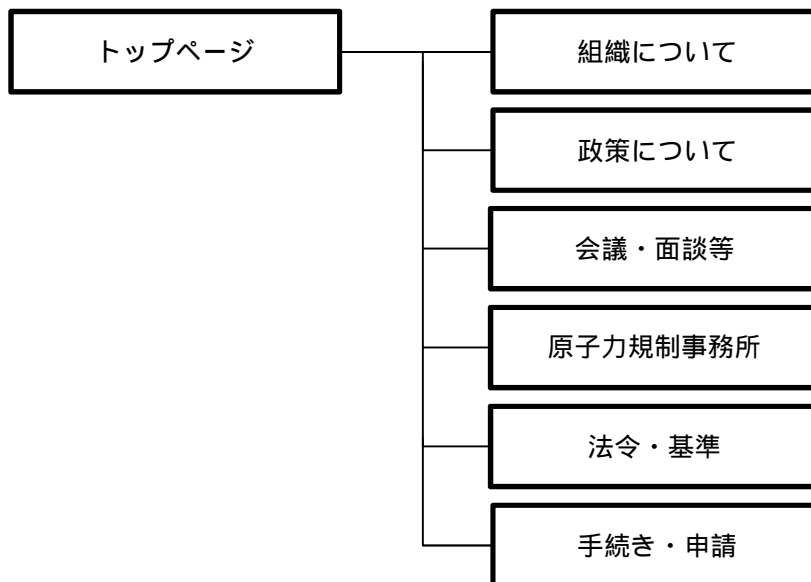 トップページ
組織について
政策について
会議・面談等
原子力規制事務所
法令・基準
手続き・申請